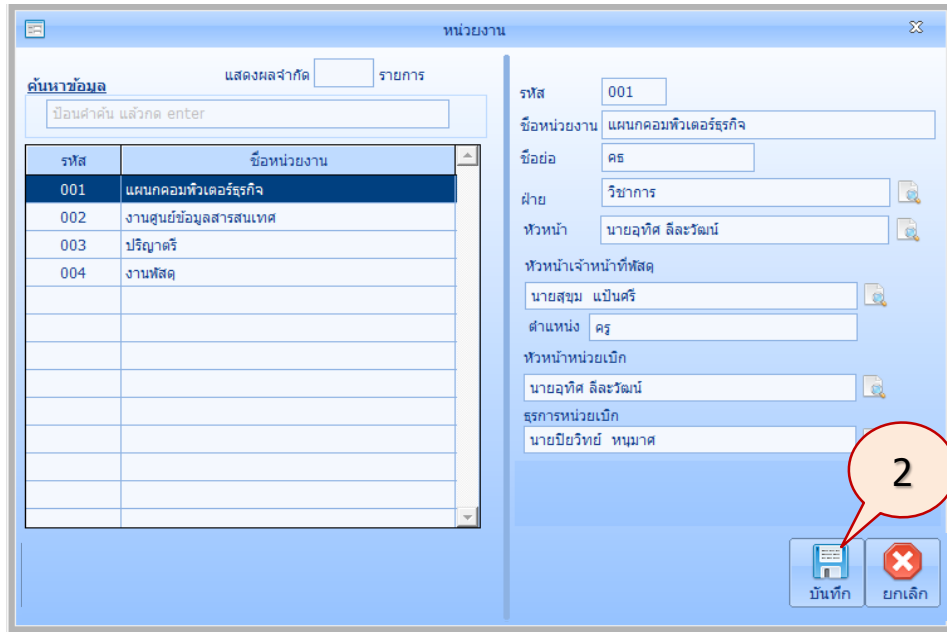 หน่วยงาน
แสดงผลจำกัด รายการ
ค้นหาข้อมูล
ป้อนคำค้น แล้วกด enter
รหัส ชื่อหน่วยงาน
001 แผนกคอมพิวเตอร์ธุรกิจ
002 งานศูนย์ข้อมูลสารสนเทศ
003 ปริญาตรี
004 งานพัสดุ
รหัส 001
ชื่อหน่วยงาน แผนกคอมพิวเตอร์ธุรกิจ
ชื่อย่อ คธ
ฝ่าย วิชาการ
หัวหน้า นายอุทิศ ลีละวัฒน์
หัวหน้าเจ้าหน้าที่พัสดุ
นายสุขุม แป้นศรี
ตำแหน่ง ครู
หัวหน้าหน่วยเบิก
นายอุทิศ ลีละวัฒน์
ธุรการหน่วยเบิก
นายปิยวิทย์ หนุมาศ
2
บันทึก ยกเลิก